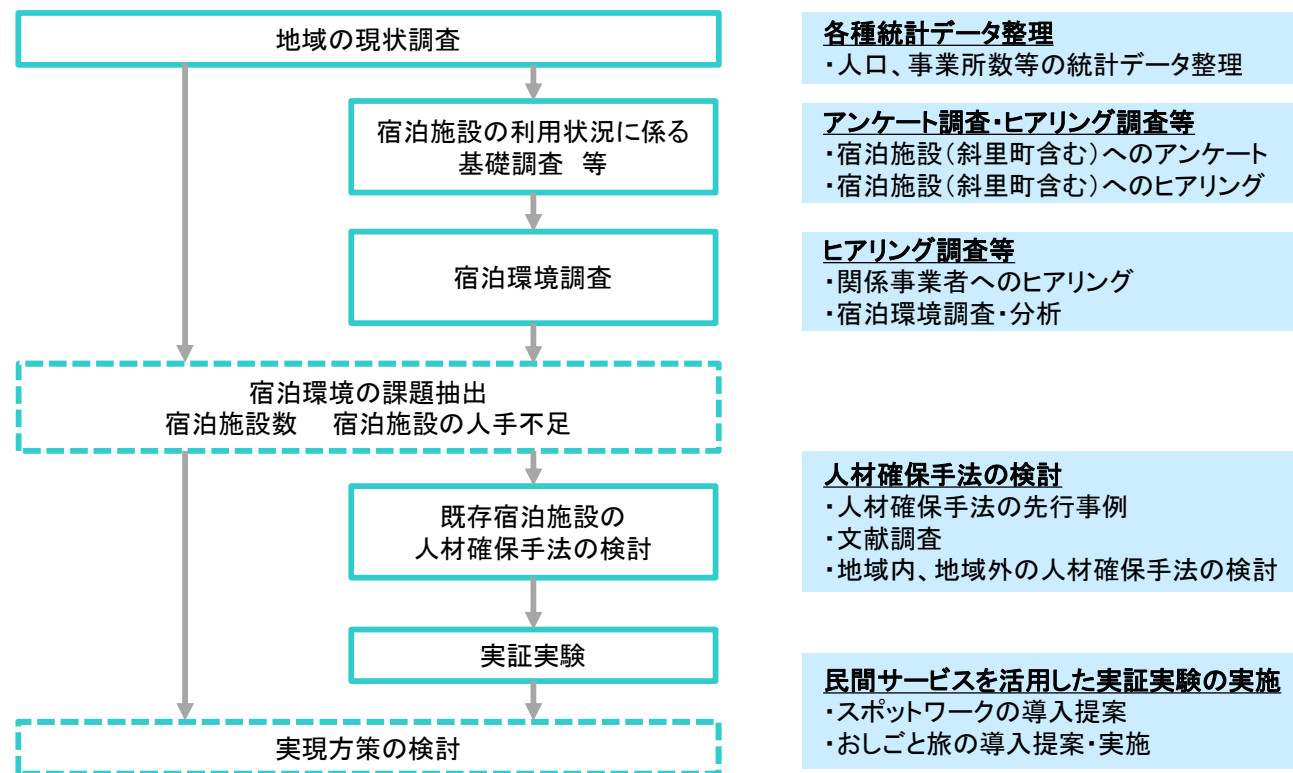 地域の現状調査
各種統計データ整理
・人口、事業所数等の統計データ整理
宿泊施設の利用状況に係る
基礎調査　等
アンケート調査・ヒアリング調査等
・宿泊施設（斜里町含む）へのアンケート
・宿泊施設（斜里町含む）へのヒアリング
宿泊環境調査
ヒアリング調査等
・関係事業者へのヒアリング
・宿泊環境調査・分析
宿泊環境の課題抽出
宿泊施設数　宿泊施設の人手不足
既存宿泊施設の
人材確保手法の検討
人材確保手法の検討
・人材確保手法の先行事例
・文献調査
・地域内、地域外の人材確保手法の検討
実証実験
民間サービスを活用した実証実験の実施
・スポットワークの導入提案
・おしごと旅の導入提案・実施
実現方策の検討